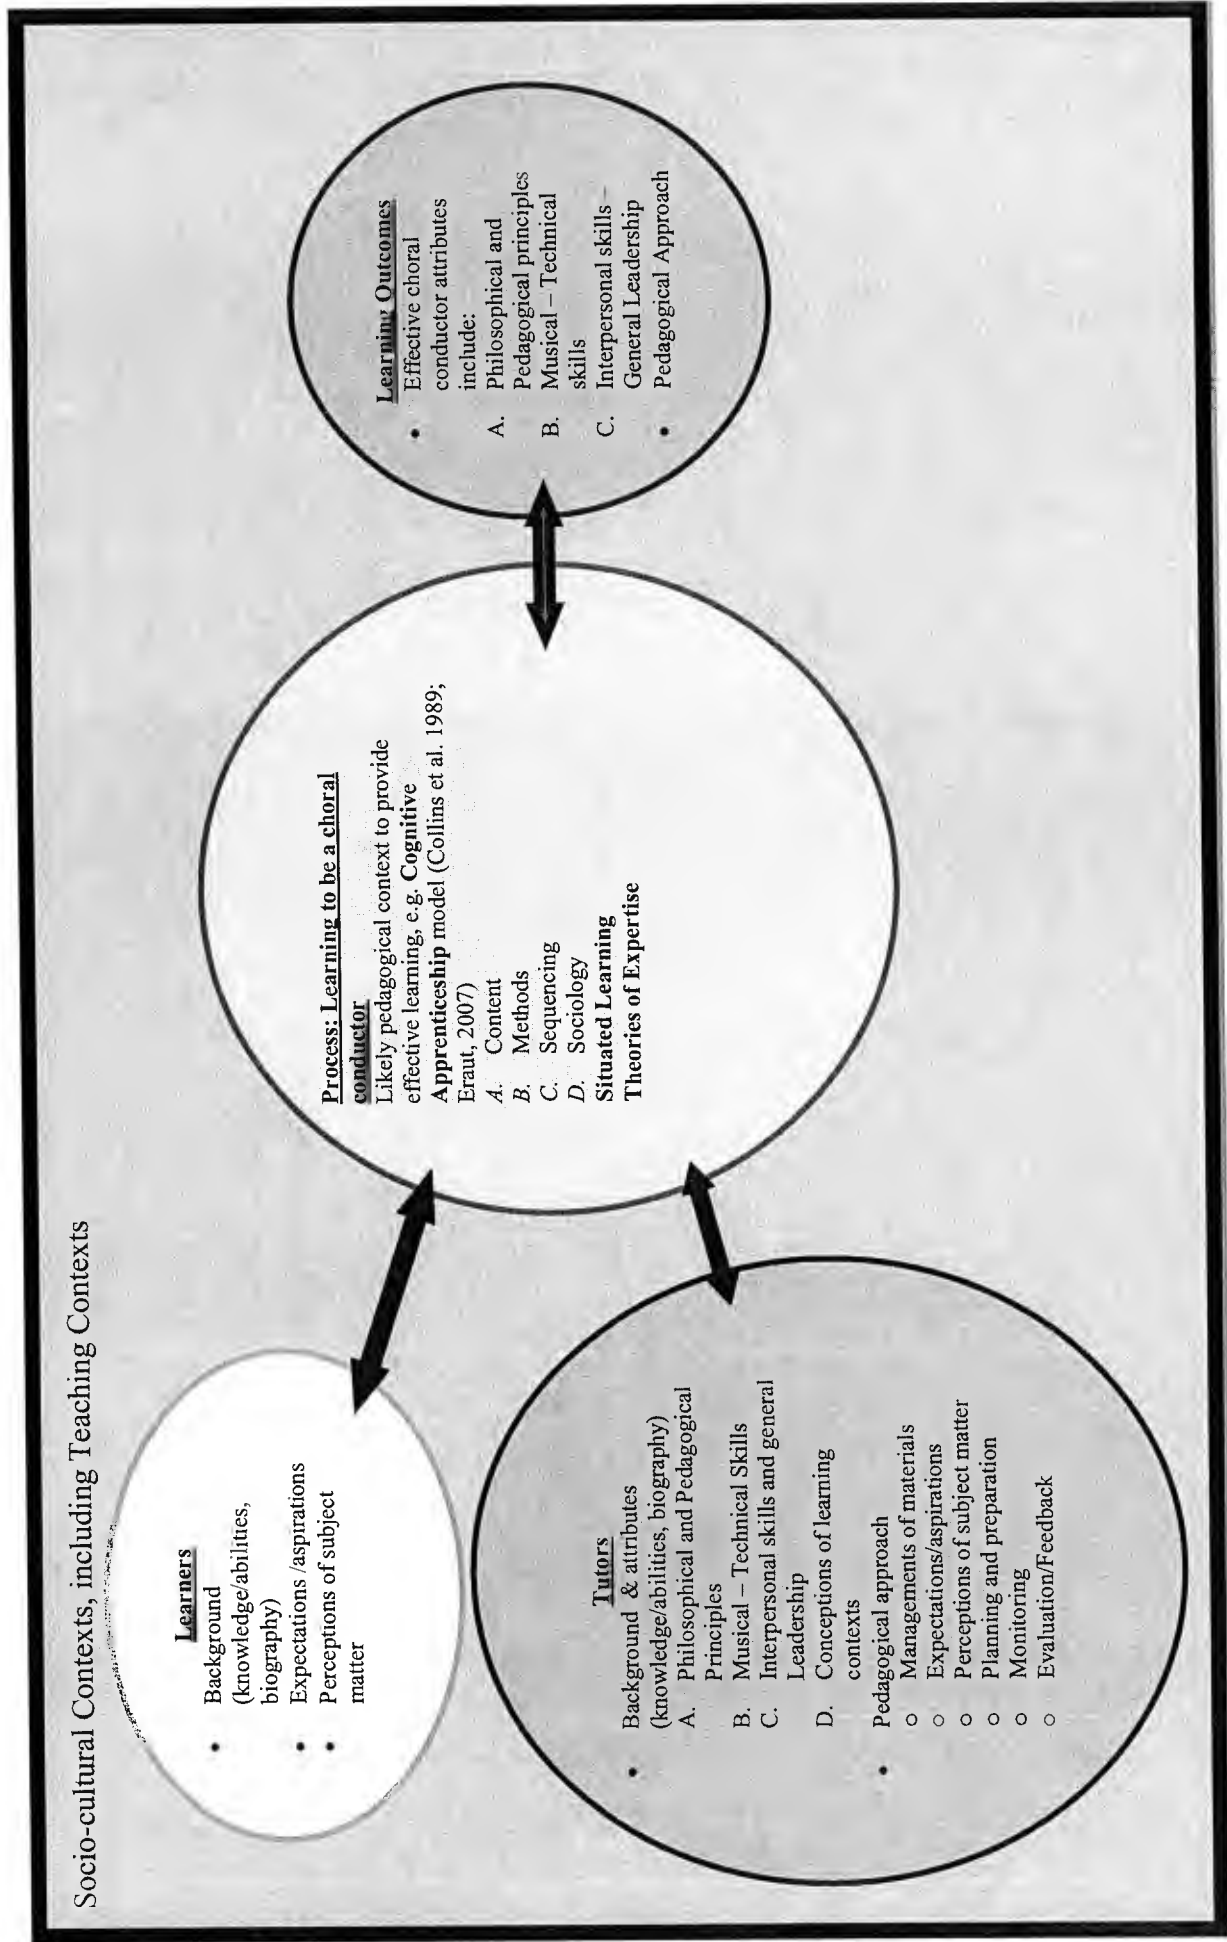 Socio-cultural Contexts, including Teaching Contexts
Learners
• Background
(knowledge/abilities,
biography)
• Expectations /aspirations
• Perceptions of subject
matter
Tutors
• Background & attributes
(knowledge/abilities, biography)
A. Philosophical and Pedagogical
Principles
B. Musical – Technical Skills
C. Interpersonal skills and general
Leadership
D. Conceptions of learning
contexts
• Pedagogical approach
o Managements of materials
o Expectations/aspirations
o Perceptions of subject matter
o Planning and preparation
o Monitoring
o Evaluation/Feedback
Process: Learning to be a choral
conductor
Likely pedagogical context to provide
effective learning, e.g. Cognitive
Apprenticeship model (Collins et al. 1989;
Eraut, 2007)
A. Content
B. Methods
C. Sequencing
D. Sociology
Situated Learning
Theories of Expertise
Learning Outcomes
• Effective choral
conductor attributes
include:
A. Philosophical and
Pedagogical principles
B. Musical – Technical
skills
C. Interpersonal skills –
General Leadership
• Pedagogical Approach